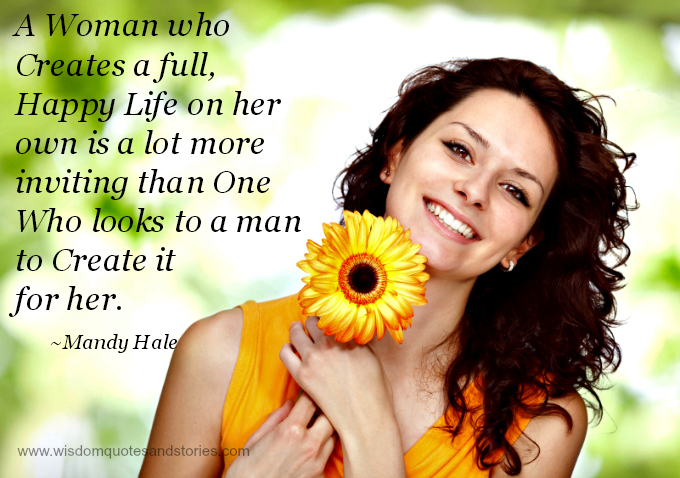 A Woman who
Creates a full,
Happy Life on her
own is a lot more
inviting than One
Who looks to a man
to Create it
for her.
~Mandy Hale
www.wisdomquotesandstories.com